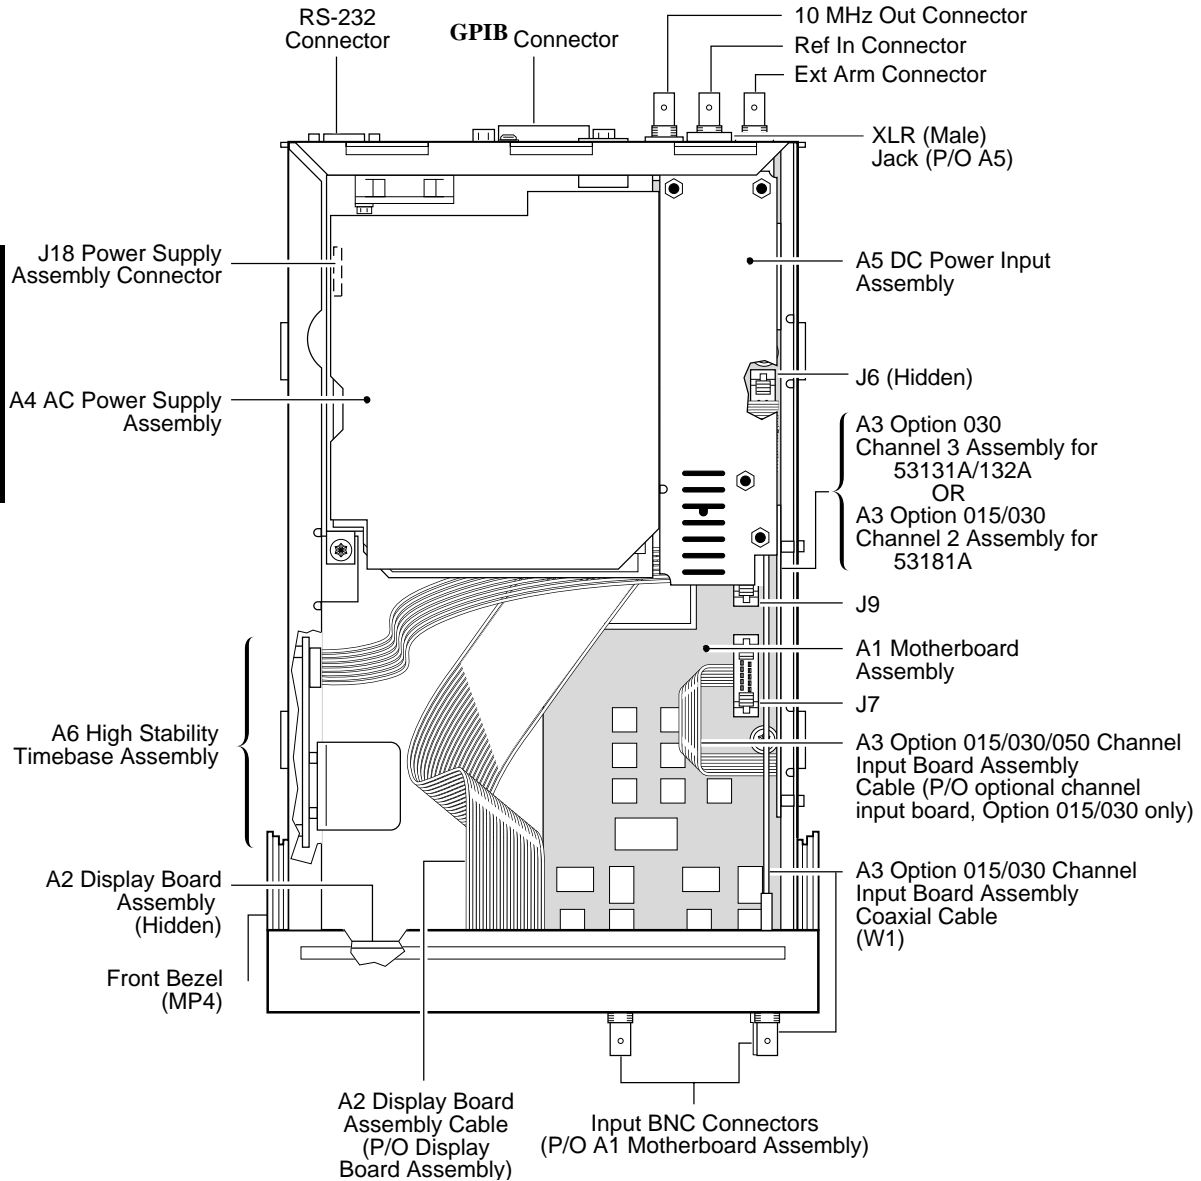 RS-232
Connector
GPIB Connector
10 MHz Out Connector
Ref In Connector
Ext Arm Connector
XLR (Male)
Jack (P/O A5)
J18 Power Supply
Assembly Connector
A5 DC Power Input
Assembly
J6 (Hidden)
A4 AC Power Supply
Assembly
A3 Option 030
Channel 3 Assembly for
53131A/132A
OR
A3 Option 015/030
Channel 2 Assembly for
53181A
J9
A1 Motherboard
Assembly
J7
A6 High Stability
Timebase Assembly
A3 Option 015/030/050 Channel
Input Board Assembly
Cable (P/O optional channel
input board, Option 015/030 only)
A2 Display Board
Assembly
(Hidden)
A3 Option 015/030 Channel
Input Board Assembly
Coaxial Cable
(W1)
Front Bezel
(MP4)
A2 Display Board
Assembly Cable
(P/O Display
Board Assembly)
Input BNC Connectors
(P/O A1 Motherboard Assembly)